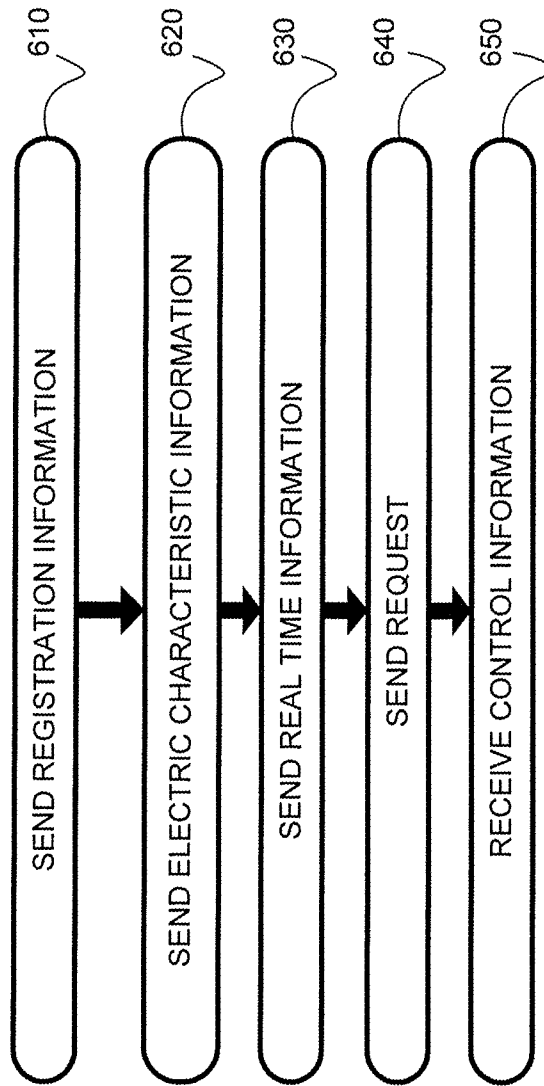 SEND REGISTRATION INFORMATION
610
SEND ELECTRIC CHARACTERISTIC INFORMATION
620
SEND REAL TIME INFORMATION
630
SEND REQUEST
640
RECEIVE CONTROL INFORMATION
650